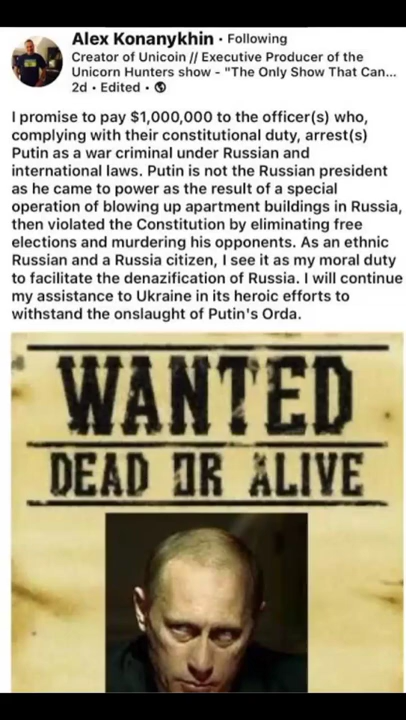 Alex Konanykhin · Following
Creator of Unicoin // Executive Producer of the
Unicorn Hunters show - "The Only Show That Can...
2d · Edited ·
I promise to pay $1,000,000 to the officer(s) who,
complying with their constitutional duty, arrest(s)
Putin as a war criminal under Russian and
international laws. Putin is not the Russian president
as he came to power as the result of a special
operation of blowing up apartment buildings in Russia,
then violated the Constitution by eliminating free
elections and murdering his opponents. As an ethnic
Russian and a Russia citizen, I see it as my moral duty
to facilitate the denazification of Russia. I will continue
my assistance to Ukraine in its heroic efforts to
withstand the onslaught of Putin's Orda.
WANTED
DEAD OR ALIVE